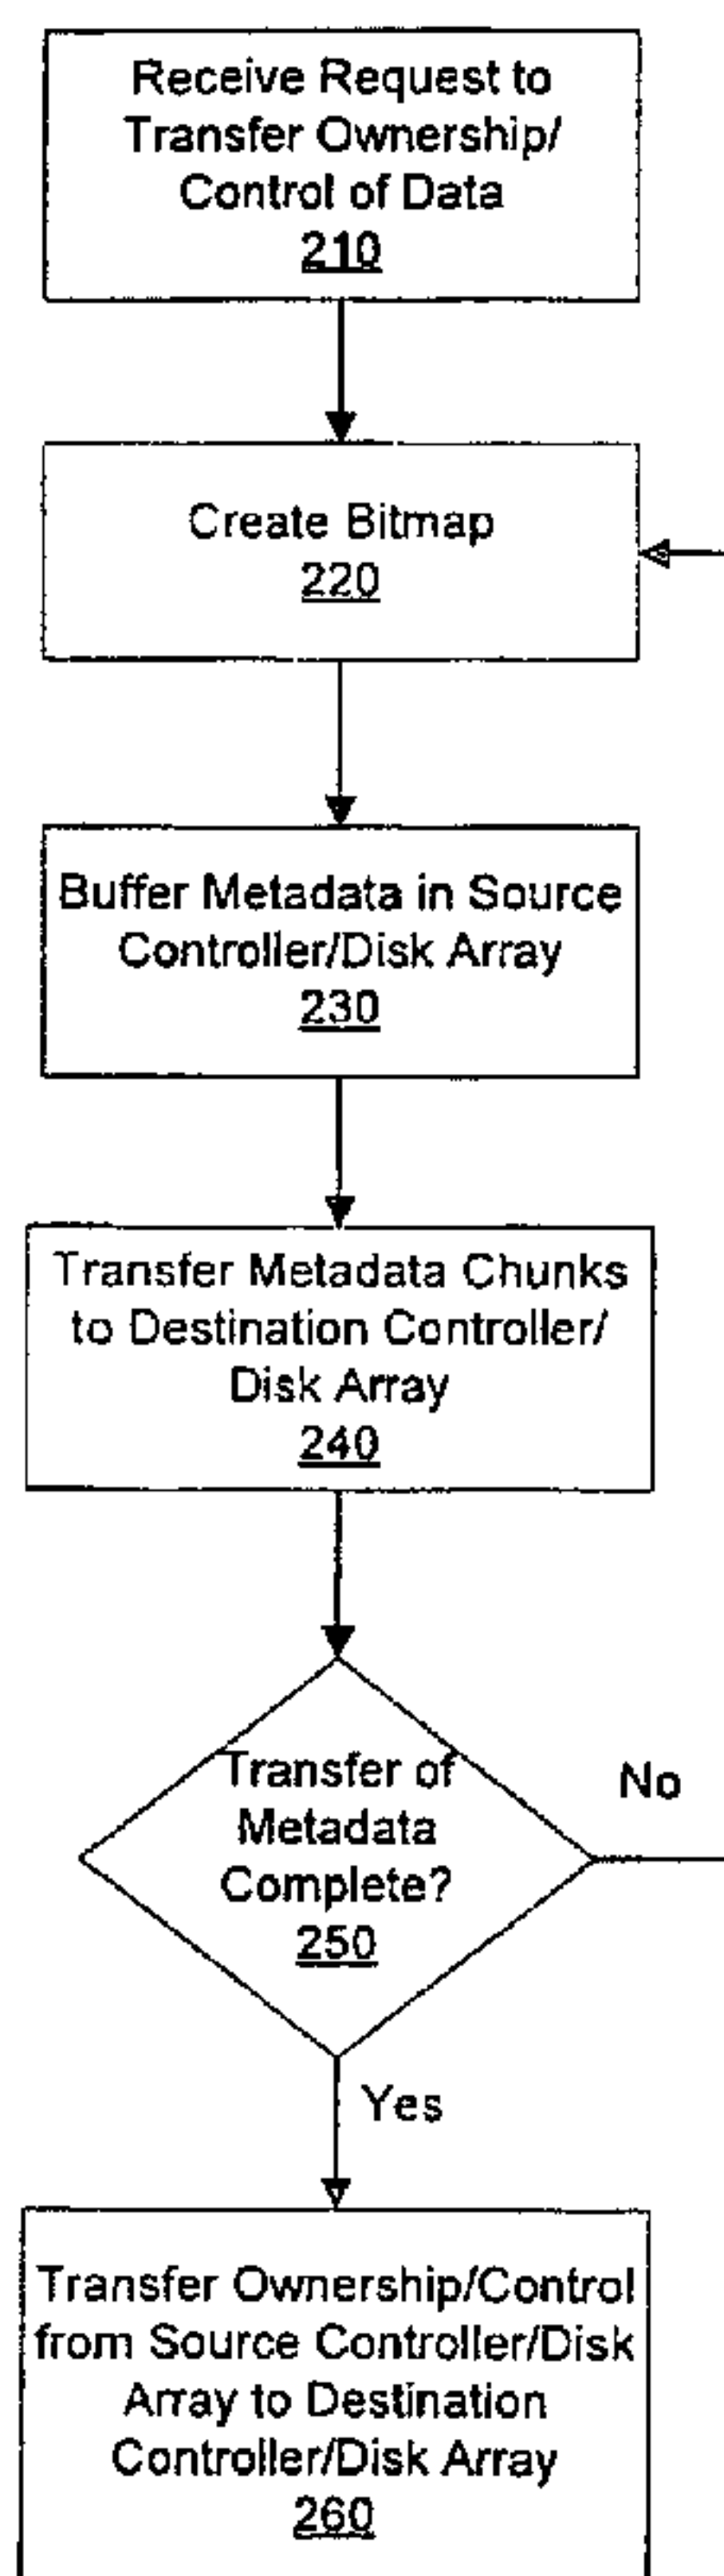 Receive Request to
Transfer Ownership/
Control of Data
210
Create Bitmap
220
Buffer Metadata in Source
Controller/Disk Array
230
Transfer Metadata Chunks
to Destination Controller/
Disk Array
240
Transfer of
Metadata
Complete?
250
No
Yes
Transfer Ownership/Control
from Source Controller/Disk
Array to Destination
Controller/Disk Array
260